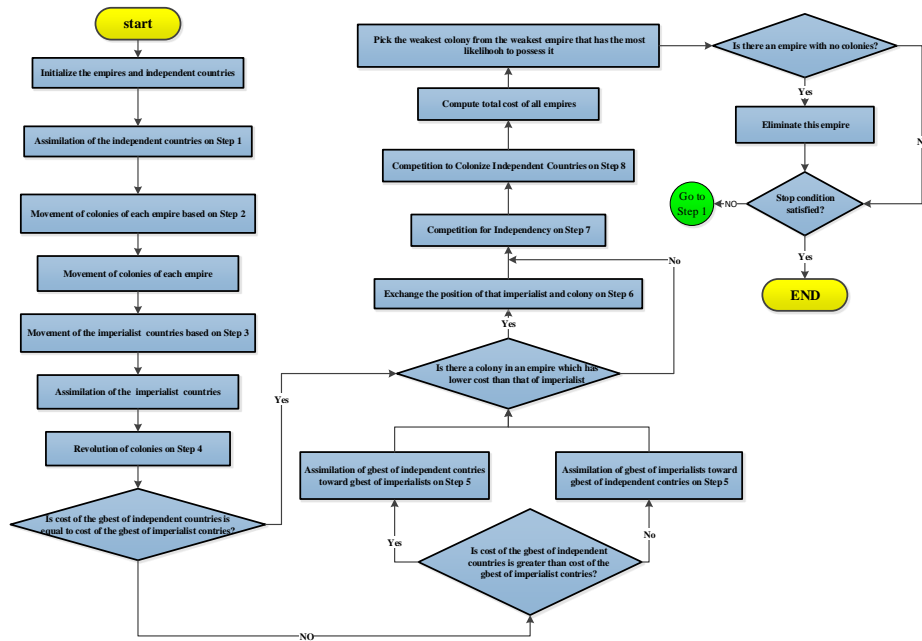 start
Initialize the empires and independent countries
Assimilation of the independent countries on Step 1
Movement of colonies of each empire based on Step 2
Movement of colonies of each empire
Movement of the imperialist countries based on Step 3
Assimilation of the imperialist countries
Revolution of colonies on Step 4
Is cost of the gbest of independent countries is
equal to cost of the gbest of imperialist contries?
Yes
NO
Is cost of the gbest of independent
countries is greater than cost of the
gbest of imperialist contries?
Yes
No
Assimilation of gbest of independent contries
toward gbest of imperialists on Step 5
Assimilation of gbest of imperialists toward
gbest of independent contries on Step 5
Is there a colony in an empire which has
lower cost than that of imperialist
Yes
No
Exchange the position of that imperialist and colony on Step 6
Competition for Independency on Step 7
Competition to Colonize Independent Countries on Step 8
Compute total cost of all empires
Pick the weakest colony from the weakest empire that has the most
likelihooh to possess it
Is there an empire with no colonies?
Yes
Eliminate this empire
Stop condition
satisfied?
NO
Go to
Step 1
Yes
END